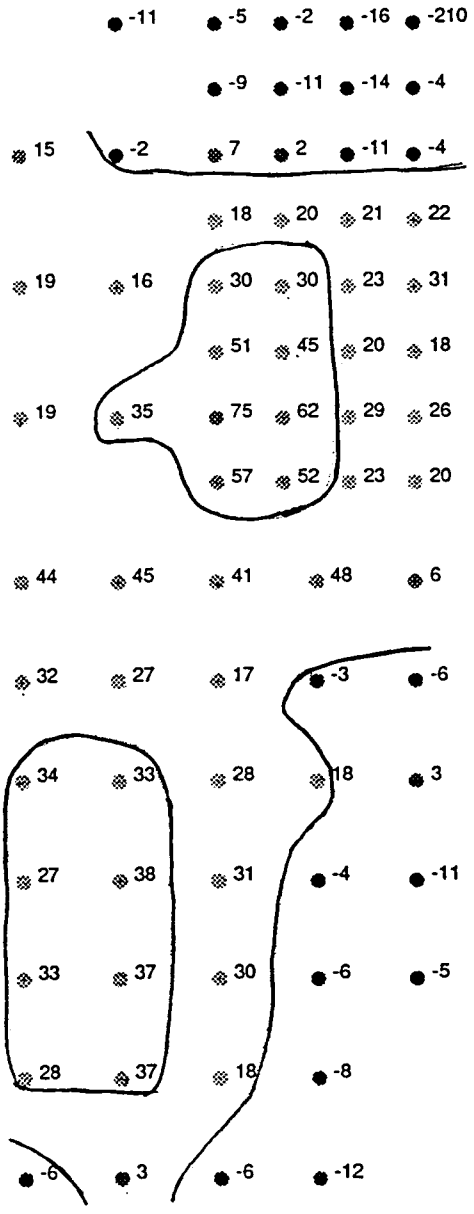 -11 -5 -2 -16 -210
-9 -11 -14 -4
15 -2 7 2 -11 -4
18 20 21 22
19 16 30 30 23 31
51 45 20 18
19 35 75 62 29 26
57 52 23 20
44 45 41 48 6
32 27 17 -3 -6
34 33 28 18 3
27 38 31 -4 -11
33 37 30 -6 -5
28 37 18 -8
-6 3 -6 -12